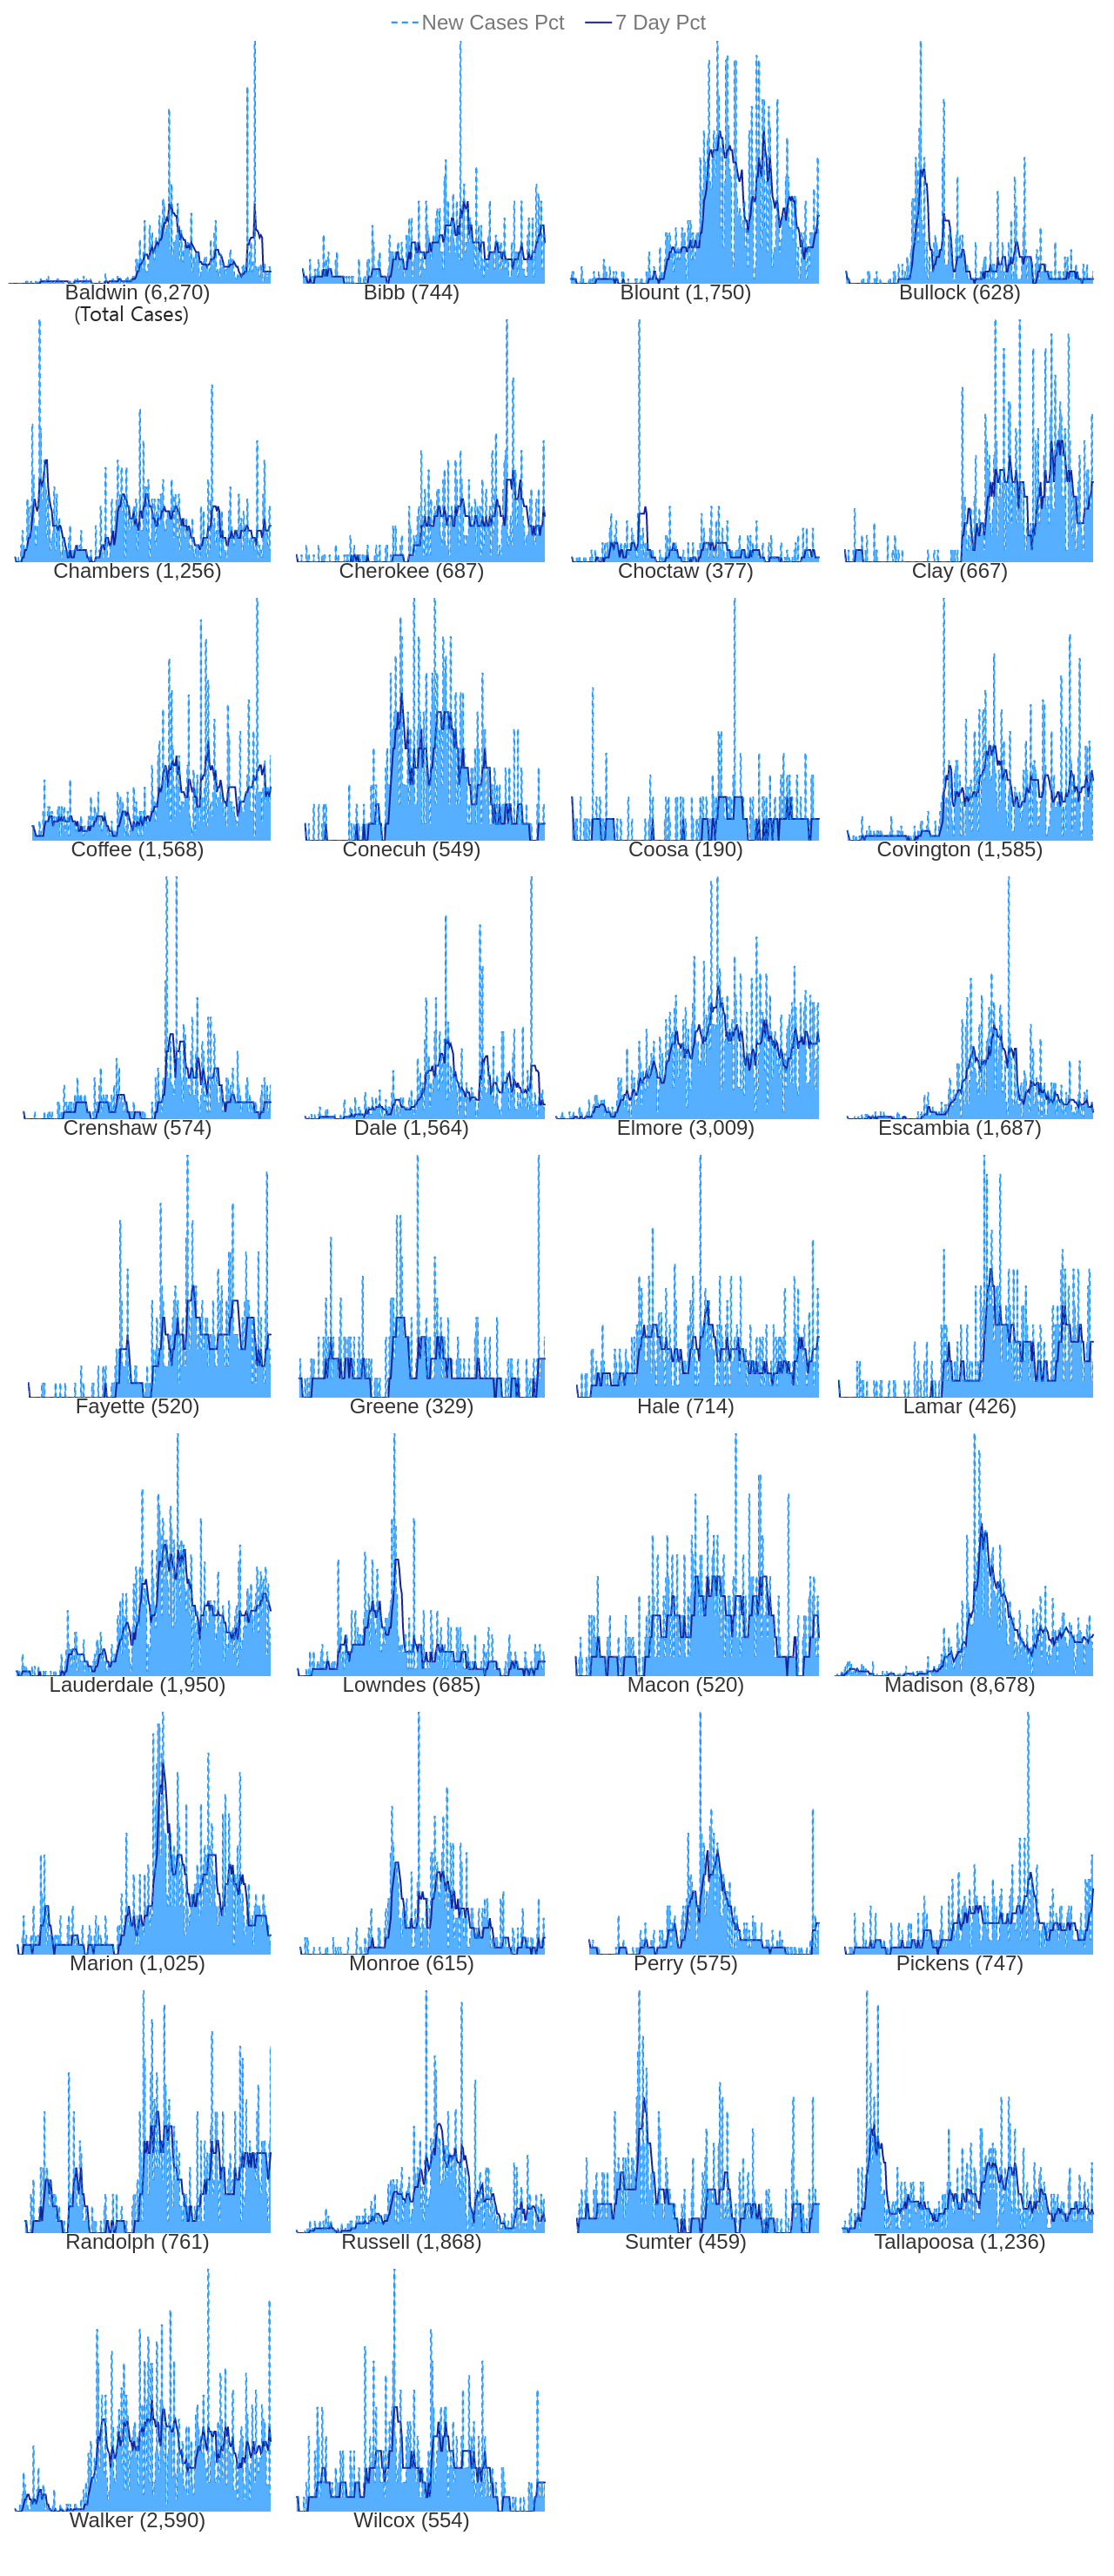 New Cases Pct 7 Day Pct
Baldwin (6,270) Bibb (744) Blount (1,750) Bullock (628)
(Total Cases)
Chambers (1,256) Cherokee (687) Choctaw (377) Clay (667)
Coffee (1,568) Conecuh (549) Coosa (190) Covington (1,585)
Crenshaw (574) Dale (1,564) Elmore (3,009) Escambia (1,687)
Fayette (520) Greene (329) Hale (714) Lamar (426)
Lauderdale (1,950) Lowndes (685) Macon (520) Madison (8,678)
Marion (1,025) Monroe (615) Perry (575) Pickens (747)
Randolph (761) Russell (1,868) Sumter (459) Tallapoosa (1,236)
Walker (2,590) Wilcox (554)